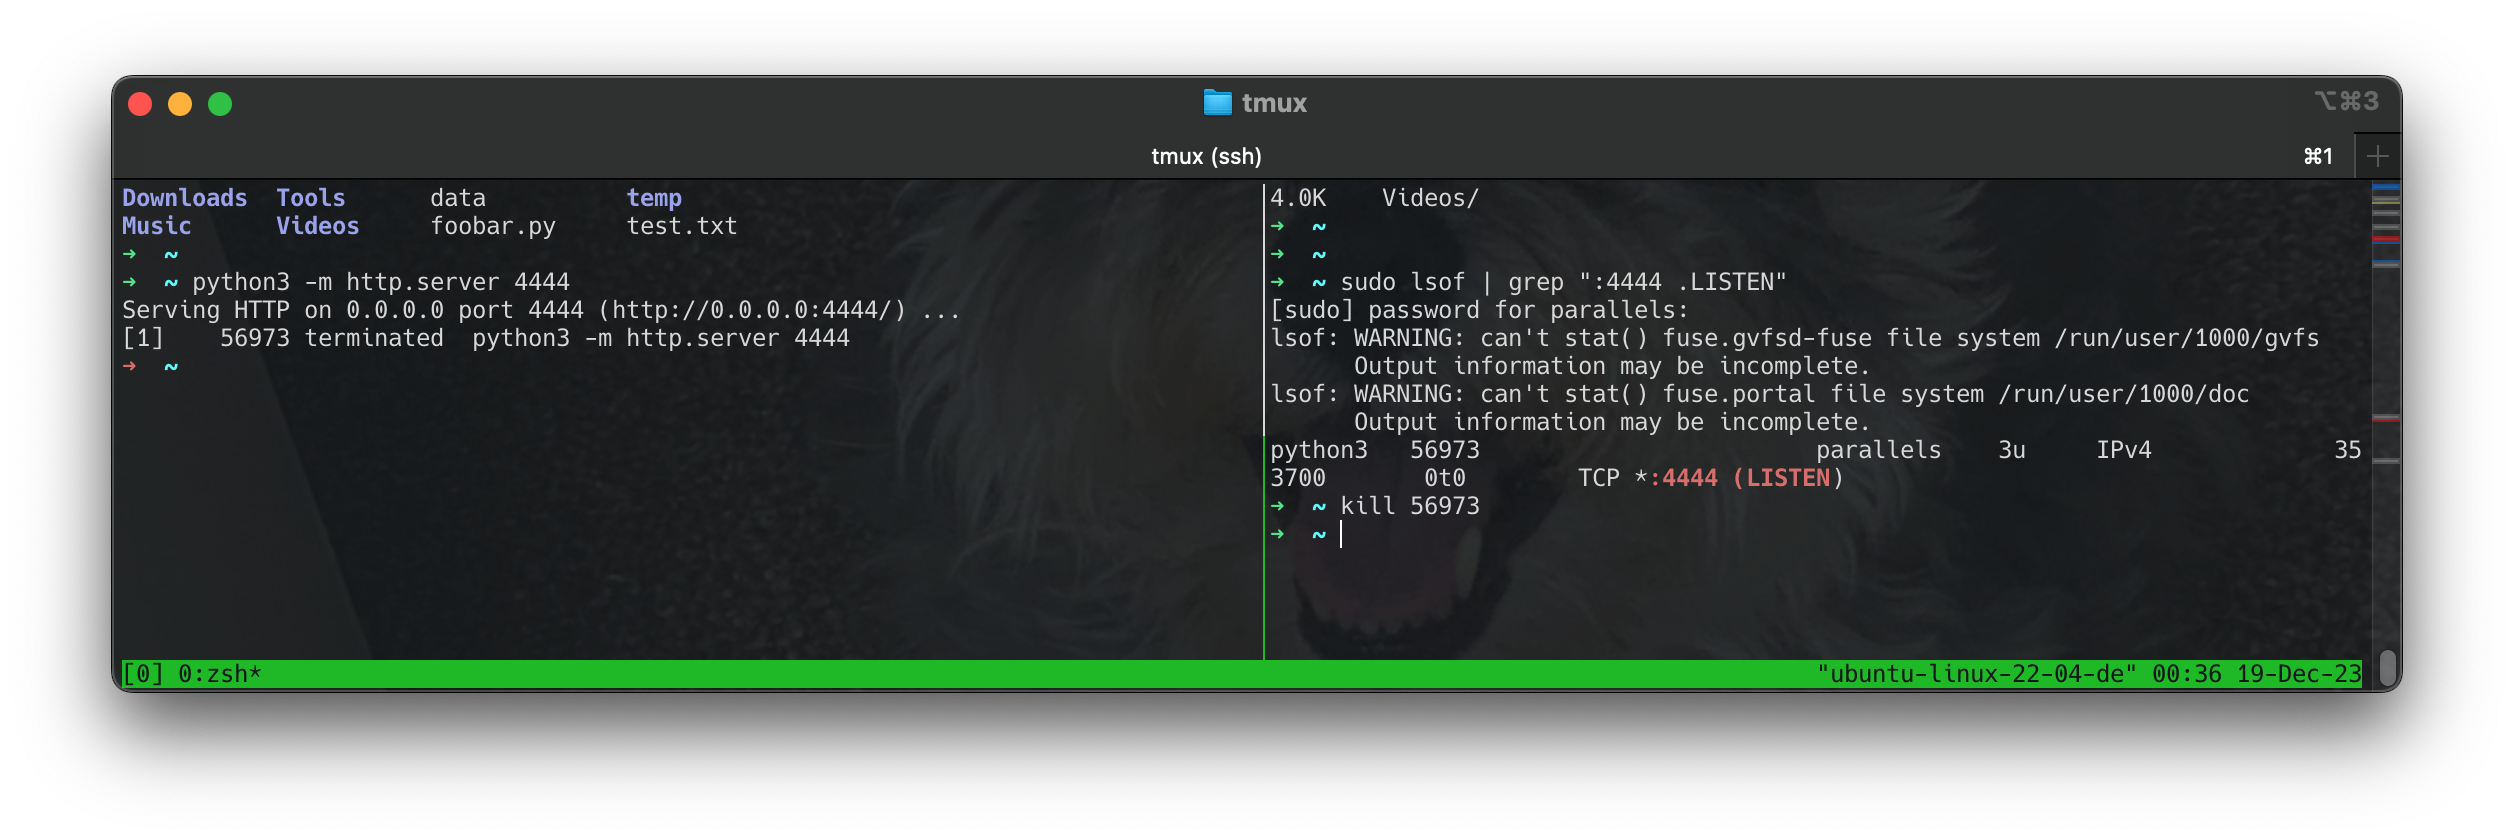 tmux
⌥⌘3
tmux (ssh)
⌘1
Downloads  Tools      data          temp
Music      Videos     foobar.py     test.txt
➜  ~
➜  ~ python3 -m http.server 4444
Serving HTTP on 0.0.0.0 port 4444 (http://0.0.0.0:4444/) ...
[1]    56973 terminated  python3 -m http.server 4444
➜  ~
4.0K    Videos/
➜  ~
➜  ~
➜  ~ sudo lsof | grep ":4444 .LISTEN"
[sudo] password for parallels:
lsof: WARNING: can't stat() fuse.gvfsd-fuse file system /run/user/1000/gvfs
      Output information may be incomplete.
lsof: WARNING: can't stat() fuse.portal file system /run/user/1000/doc
      Output information may be incomplete.
python3   56973                        parallels    3u     IPv4             35
3700       0t0        TCP *:4444 (LISTEN)
➜  ~ kill 56973
➜  ~
[0] 0:zsh*
"ubuntu-linux-22-04-de" 00:36 19-Dec-23